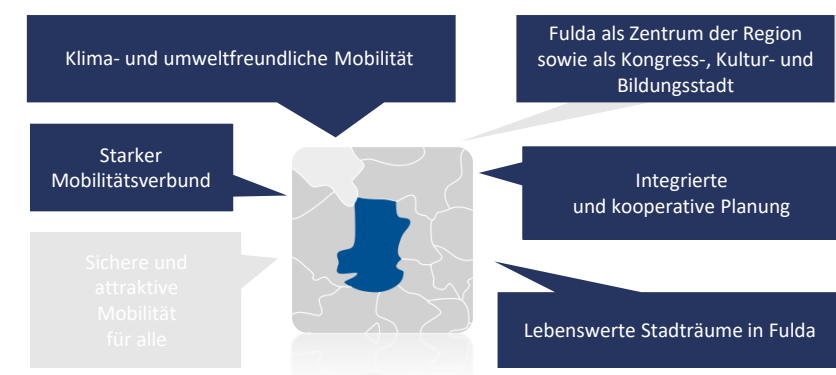 Klima- und umweltfreundliche Mobilität
Fulda als Zentrum der Region
sowie als Kongress-, Kultur- und
Bildungsstadt
Starker
Mobilitätsverbund
Integrierte
und kooperative Planung
Sichere und
attraktive
Mobilität
für alle
Lebenswerte Stadträume in Fulda